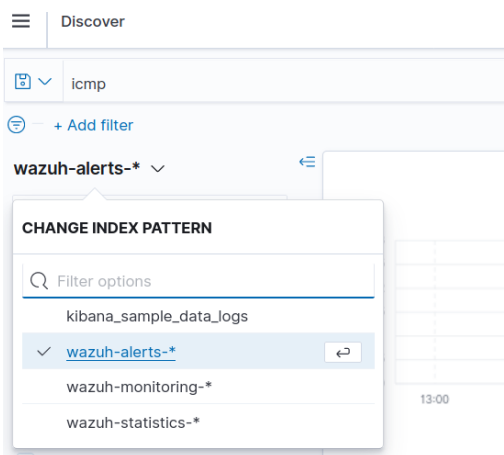 Discover
icmp
+ Add filter
wazuh-alerts-*
CHANGE INDEX PATTERN
Filter options
kibana_sample_data_logs
wazuh-alerts-*
wazuh-monitoring-*
13:00
wazuh-statistics-*